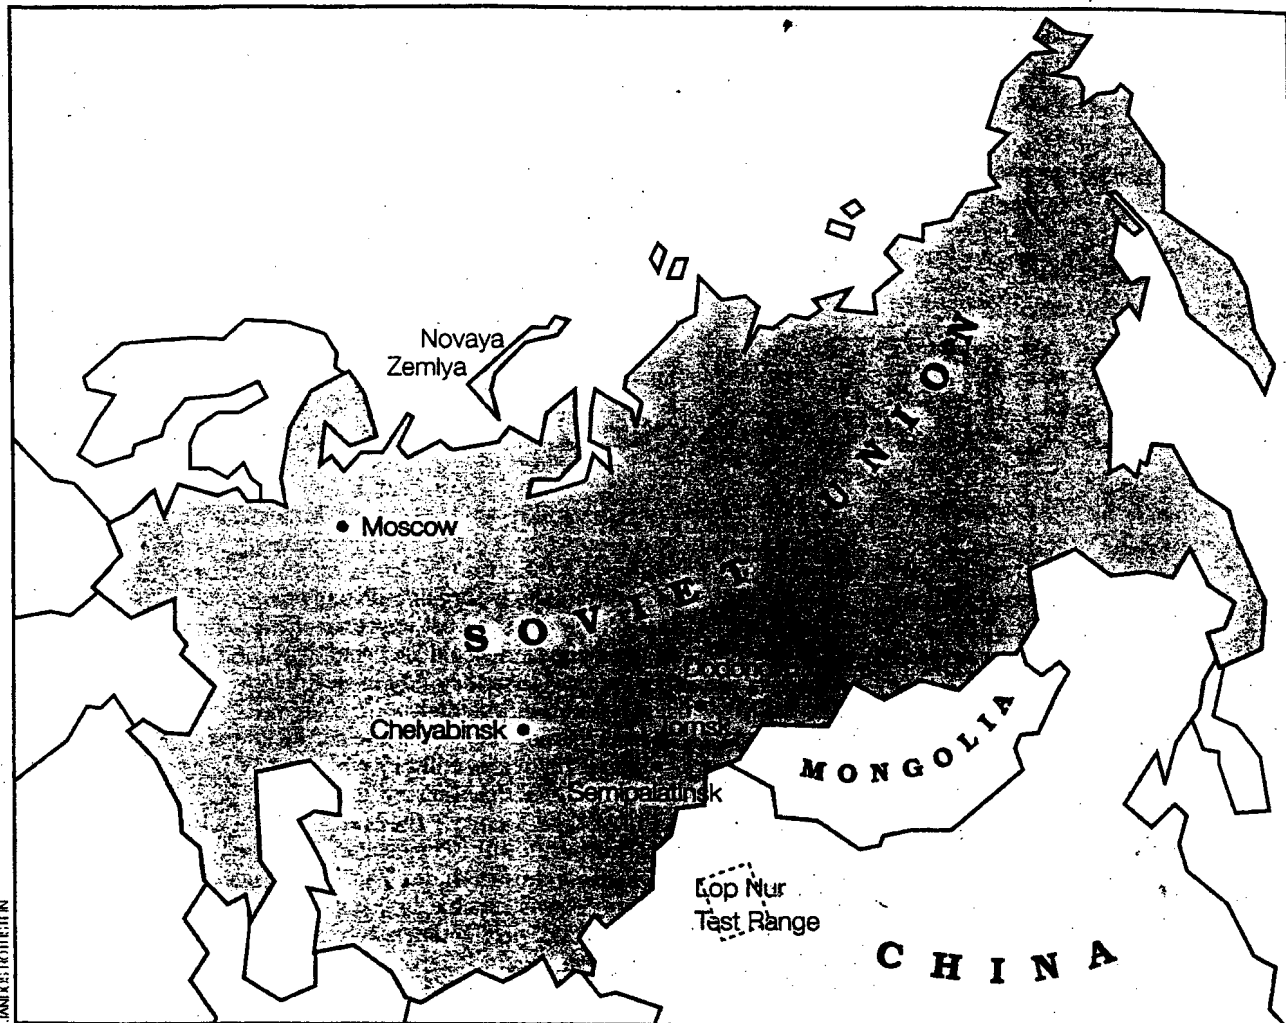 Novaya
Zemlya
UNION
Moscow
SOVIET
Chelyabinsk
Semipalatinsk
MONGOLIA
Lop Nur
Test Range
CHINA